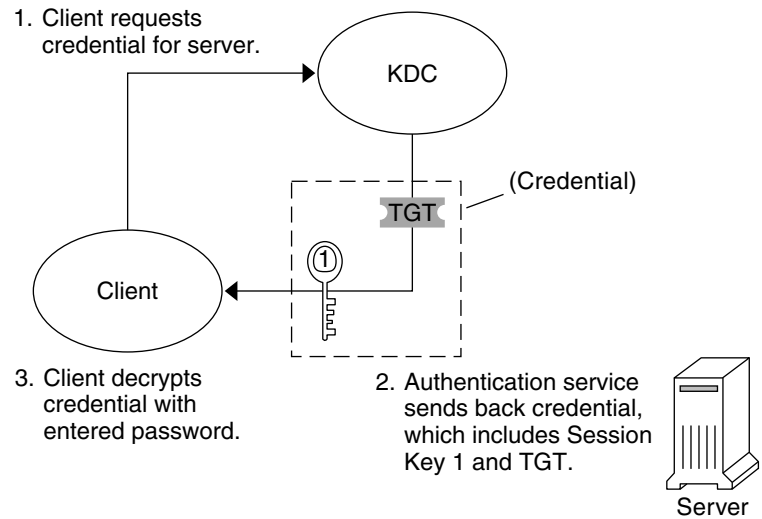 1. Client requests
credential for server.
KDC
(Credential)
TGT
1
Client
3. Client decrypts
credential with
entered password.
2. Authentication service
sends back credential,
which includes Session
Key 1 and TGT.
Server